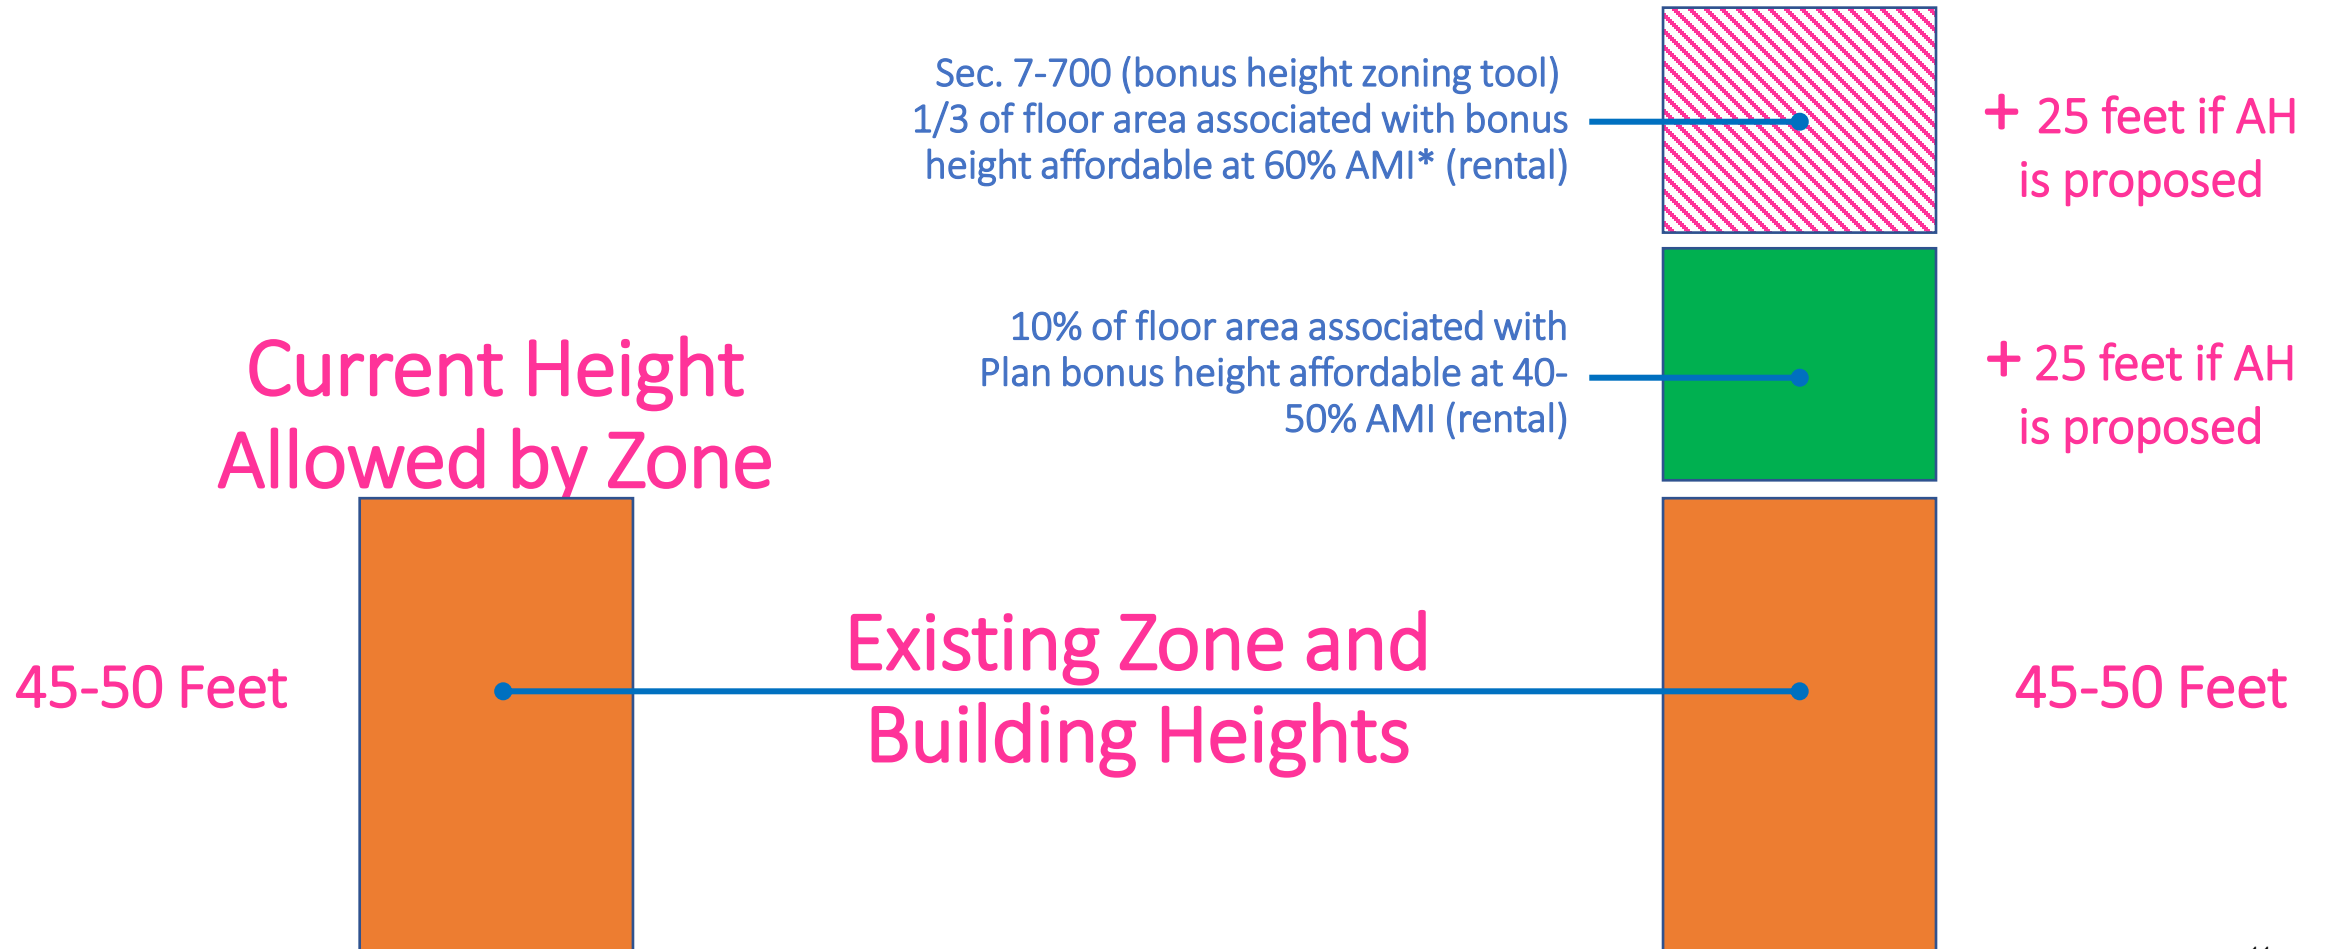 Sec. 7-700 (bonus height zoning tool)
1/3 of floor area associated with bonus
height affordable at 60% AMI* (rental)
+ 25 feet if AH
is proposed
10% of floor area associated with
Plan bonus height affordable at 40-
50% AMI (rental)
+ 25 feet if AH
is proposed
Current Height
Allowed by Zone
45-50 Feet
Existing Zone and
Building Heights
45-50 Feet